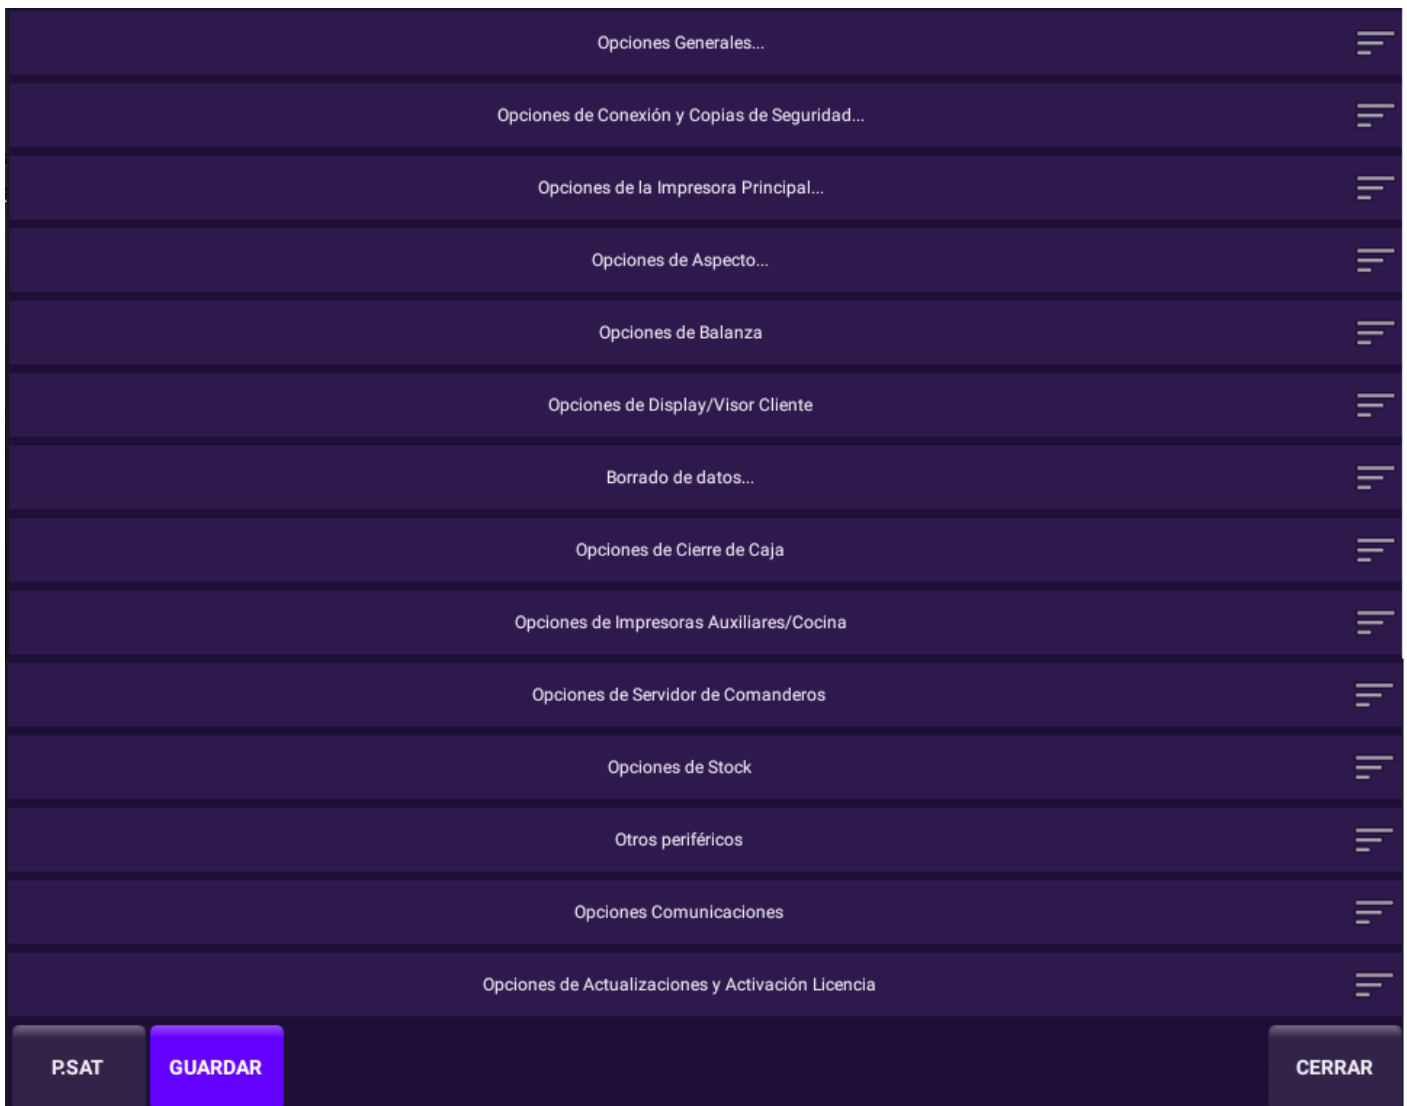 Opciones Generales...
Opciones de Conexión y Copias de Seguridad...
Opciones de la Impresora Principal...
Opciones de Aspecto...
Opciones de Balanza
Opciones de Display/Visor Cliente
Borrado de datos...
Opciones de Cierre de Caja
Opciones de Impresoras Auxiliares/Cocina
Opciones de Servidor de Comanderos
Opciones de Stock
Otros periféricos
Opciones Comunicaciones
Opciones de Actualizaciones y Activación Licencia
P.SAT GUARDAR CERRAR